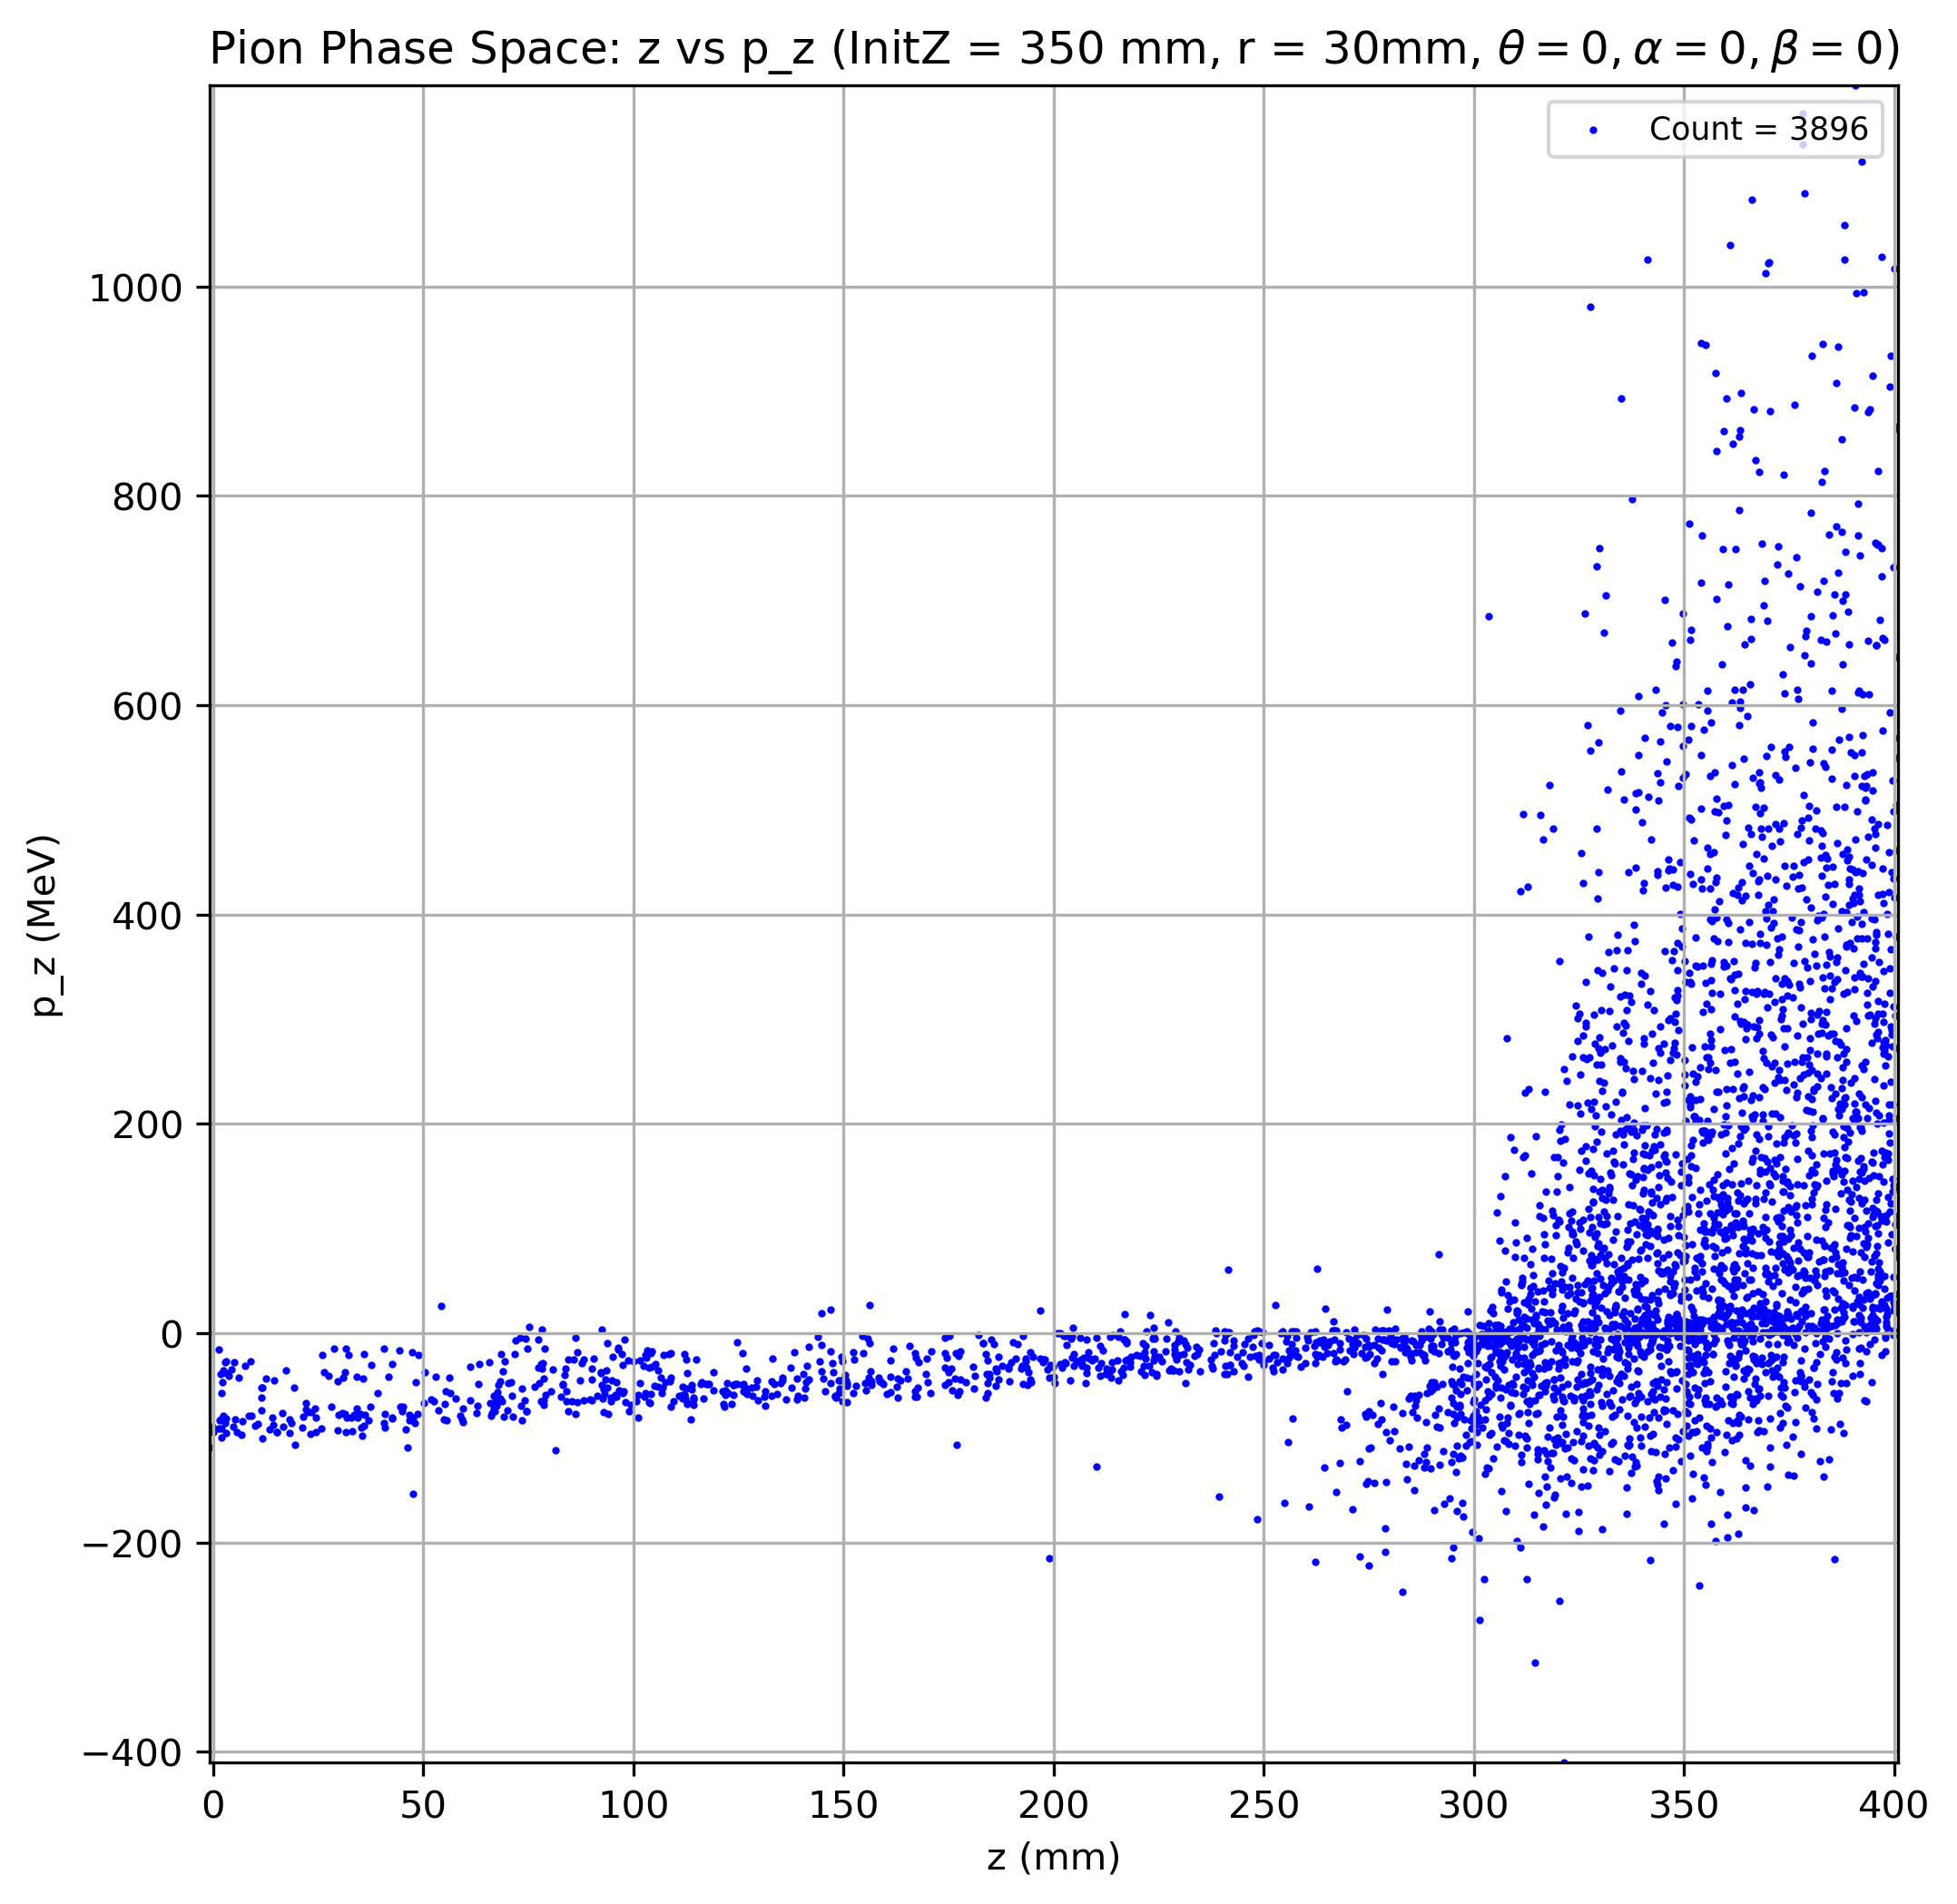 Pion Phase Space: z vs p_z (InitZ = 350 mm, r = 30mm, θ = 0, α = 0, β = 0)
Count = 3896
1000
800
600
400
200
0
−200
−400
p_z (MeV)
0 50 100 150 200 250 300 350 400
z (mm)